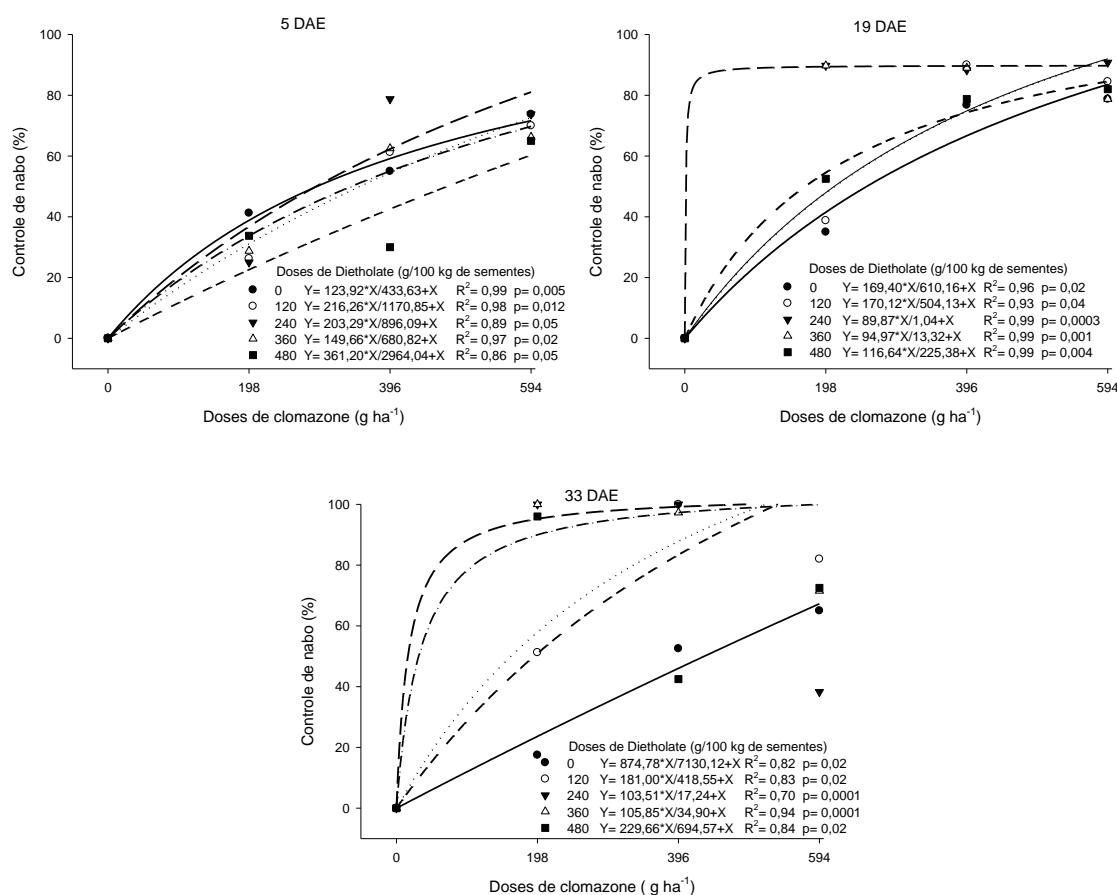 5 DAE
Controle de nabo (%)
100
80
60
40
20
0
Doses de Dietholate (g/100 kg de sementes)
0 Y= 123,92*X/433,63+X R²= 0,99 p= 0,005
120 Y= 216,26*X/1170,85+X R²= 0,98 p= 0,012
240 Y= 203,29*X/896,09+X R²= 0,89 p= 0,05
360 Y= 149,66*X/680,82+X R²= 0,97 p= 0,02
480 Y= 361,20*X/2964,04+X R²= 0,86 p= 0,05
0 198 396 594
Doses de clomazone (g ha⁻¹)
19 DAE
Controle de nabo (%)
100
80
60
40
20
0
Doses de Dietholate (g/100 kg de sementes)
0 Y= 169,40*X/610,16+X R²= 0,96 p= 0,02
120 Y= 170,12*X/504,13+X R²= 0,93 p= 0,04
240 Y= 89,87*X/1,04+X R²= 0,99 p= 0,0003
360 Y= 94,97*X/13,32+X R²= 0,99 p= 0,001
480 Y= 116,64*X/225,38+X R²= 0,99 p= 0,004
0 198 396 594
Doses de clomazone (g ha⁻¹)
33 DAE
Controle de nabo (%)
100
80
60
40
20
0
Doses de Dietholate (g/100 kg de sementes)
0 Y= 874,78*X/7130,12+X R²= 0,82 p= 0,02
120 Y= 181,00*X/418,55+X R²= 0,83 p= 0,02
240 Y= 103,51*X/17,24+X R²= 0,70 p= 0,0001
360 Y= 105,85*X/34,90+X R²= 0,94 p= 0,0001
480 Y= 229,66*X/694,57+X R²= 0,84 p= 0,02
0 198 396 594
Doses de clomazone ( g ha⁻¹)